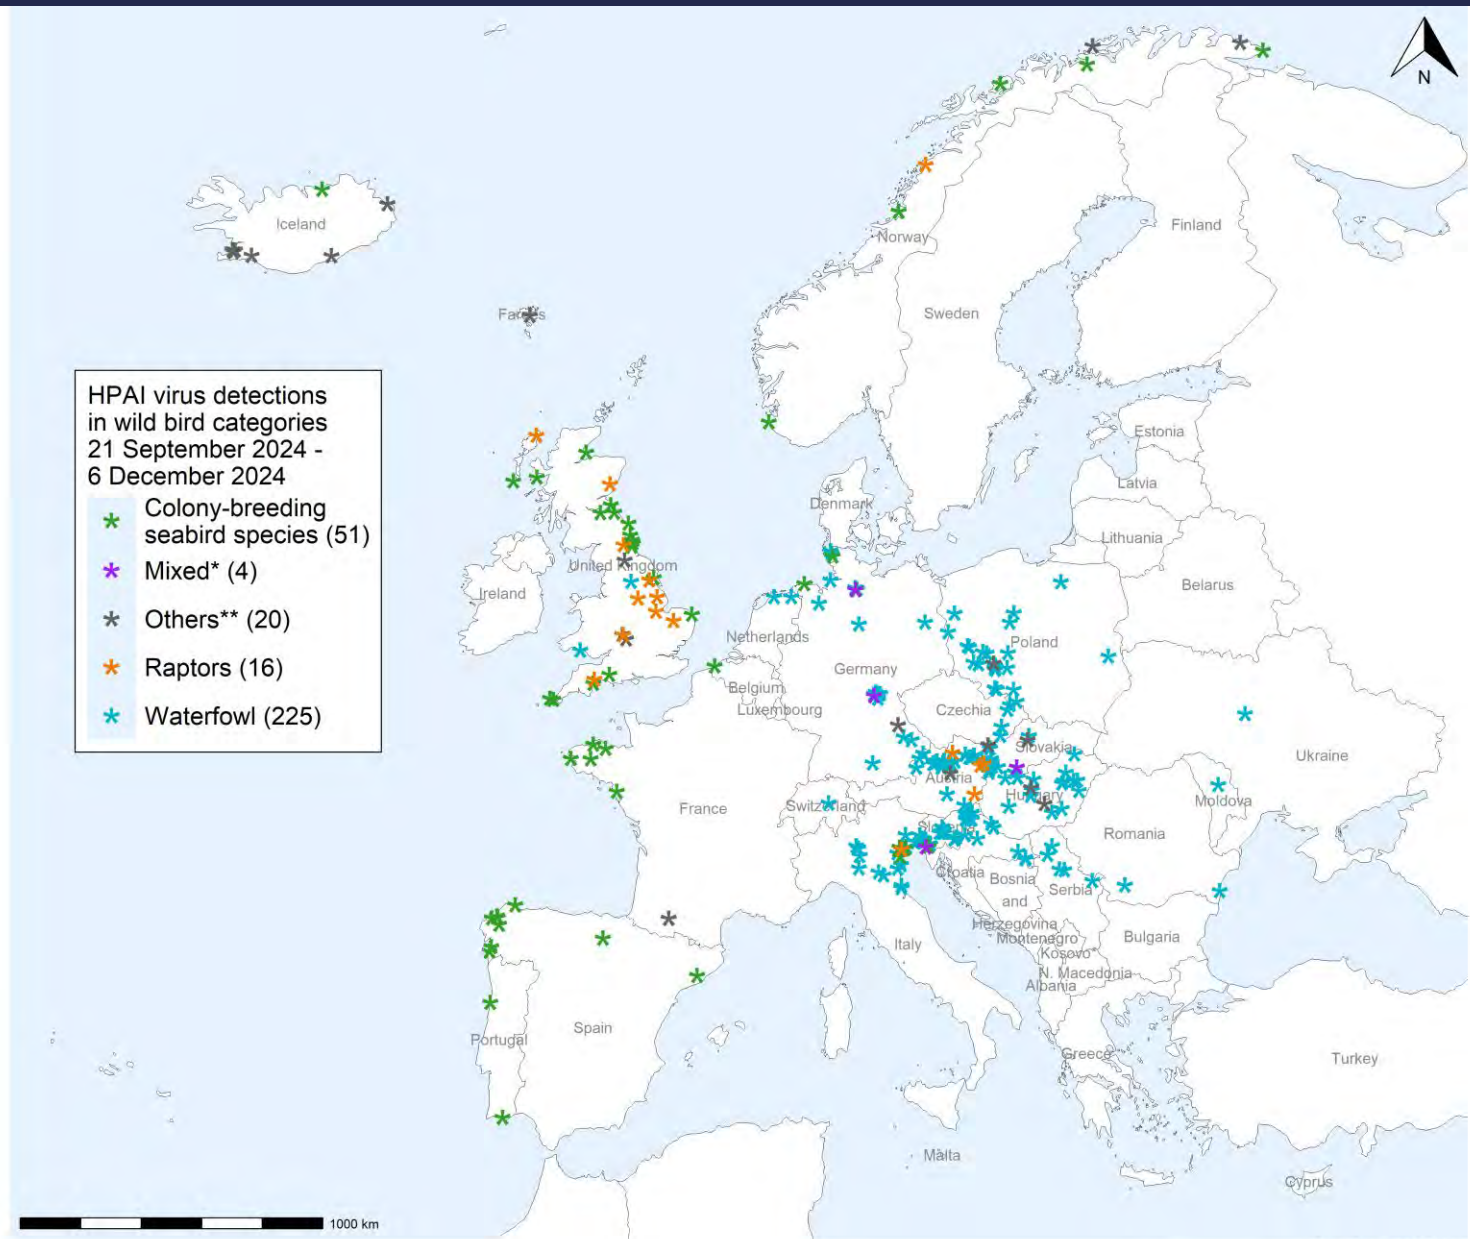 N
Iceland
Faroes
Norway
Finland
Sweden
HPAI virus detections
in wild bird categories
21 September 2024 -
6 December 2024
Colony-breeding
seabird species (51)
Mixed* (4)
Others** (20)
Raptors (16)
Waterfowl (225)
Estonia
Latvia
Denmark
Lithuania
United Kingdom
Ireland
Belarus
Netherlands
Poland
Germany
Belgium
Luxembourg
Czechia
Slovakia
Ukraine
Austria
Hungary
Moldova
Switzerland
France
Slovenia
Romania
Croatia
Bosnia
and
Herzegovina
Serbia
Montenegro
Bulgaria
Italy
Kosovo*
N. Macedonia
Albania
Spain
Portugal
Greece
Turkey
Malta
Cyprus
1000 km